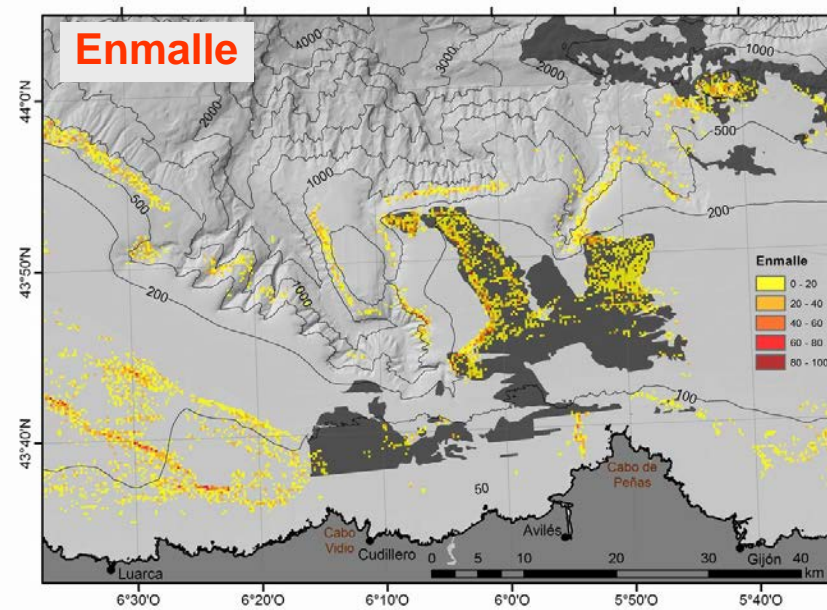 Enmalle
4000
3000
2000
1000
2000
500
1000
200
500
1000
200
100
50
44°0'N
43°50'N
43°40'N
Enmalle
0 - 20
20 - 40
40 - 60
60 - 80
80 - 100
Cabo de
Peñas
Cabo
Vidio
Cudillero
Avilés
Luarca
Gijón
0 5 10 20 30 40
km
6°30'O
6°20'O
6°10'O
6°0'O
5°50'O
5°40'O